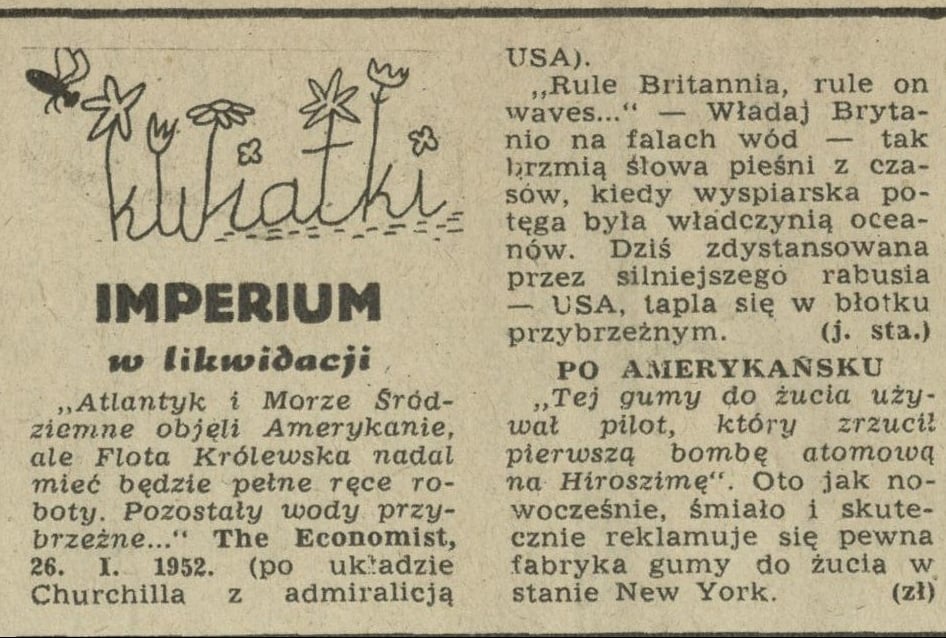 kwiatki
IMPERIUM
w likwidacji
„Atlantyk i Morze Śród-
ziemne objęli Amerykanie,
ale Flota Królewska nadal
mieć będzie pełne ręce ro-
boty. Pozostały wody przy-
brzeżne...“ The Economist,
26. I. 1952. (po układzie
Churchilla z admiralicją
USA).
„Rule Britannia, rule on
waves...“ — Władaj Bryta-
nio na falach wód — tak
brzmią słowa pieśni z cza-
sów, kiedy wyspiarska po-
tęga była władczynią ocea-
nów. Dziś zdystansowana
przez silniejszego rabusia
— USA, tapla się w błotku
przybrzeżnym. (j. sta.)
PO AMERYKAŃSKU
„Tej gumy do żucia uży-
wał pilot, który zrzucił
pierwszą bombę atomową
na Hiroszimę“. Oto jak no-
wocześnie, śmiało i skute-
cznie reklamuje się pewna
fabryka gumy do żucia w
stanie New York. (zł)